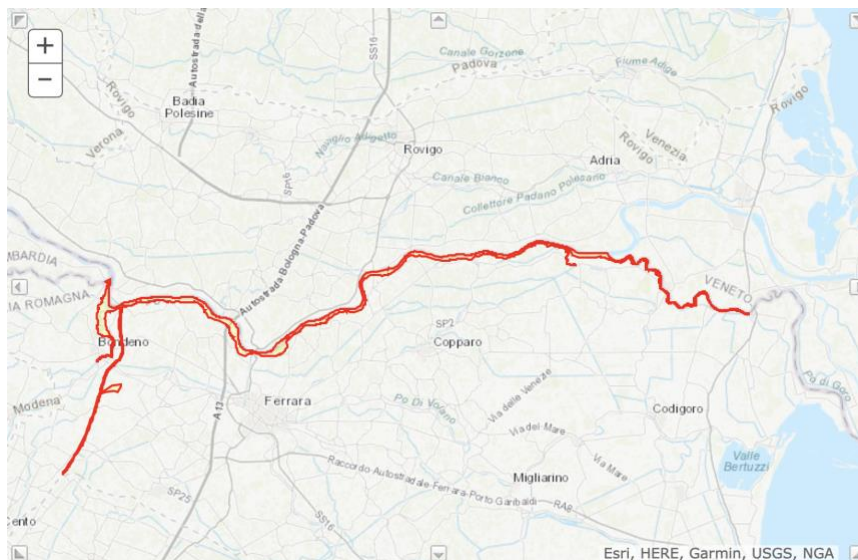 +
−
Canale Gorzone
Padova
Autostrada della
SS16
Fiume Adige
Rovigo
Badia
Polesine
Rovigo
Verona
Naviglio Adigetto
Rovigo
Venezia
Rovigo
Adria
Canale Bianco
Collettore Padano Polesano
Autostrada Bologna-Padova
OMBARDIA
IA ROMAGNA
VENETO
SP2
Bondeno
Copparo
Po di Goro
Modena
Ferrara
A13
Po Di Volano
Via delle Veneze
Codigoro
Via del Mare
Via Mare
Valle
Bertuzzi
Raccordo Autostradale-Ferrara-Porto Garibaldi
RA8
Migliarino
SP25
Cento
SS16
Esri, HERE, Garmin, USGS, NGA